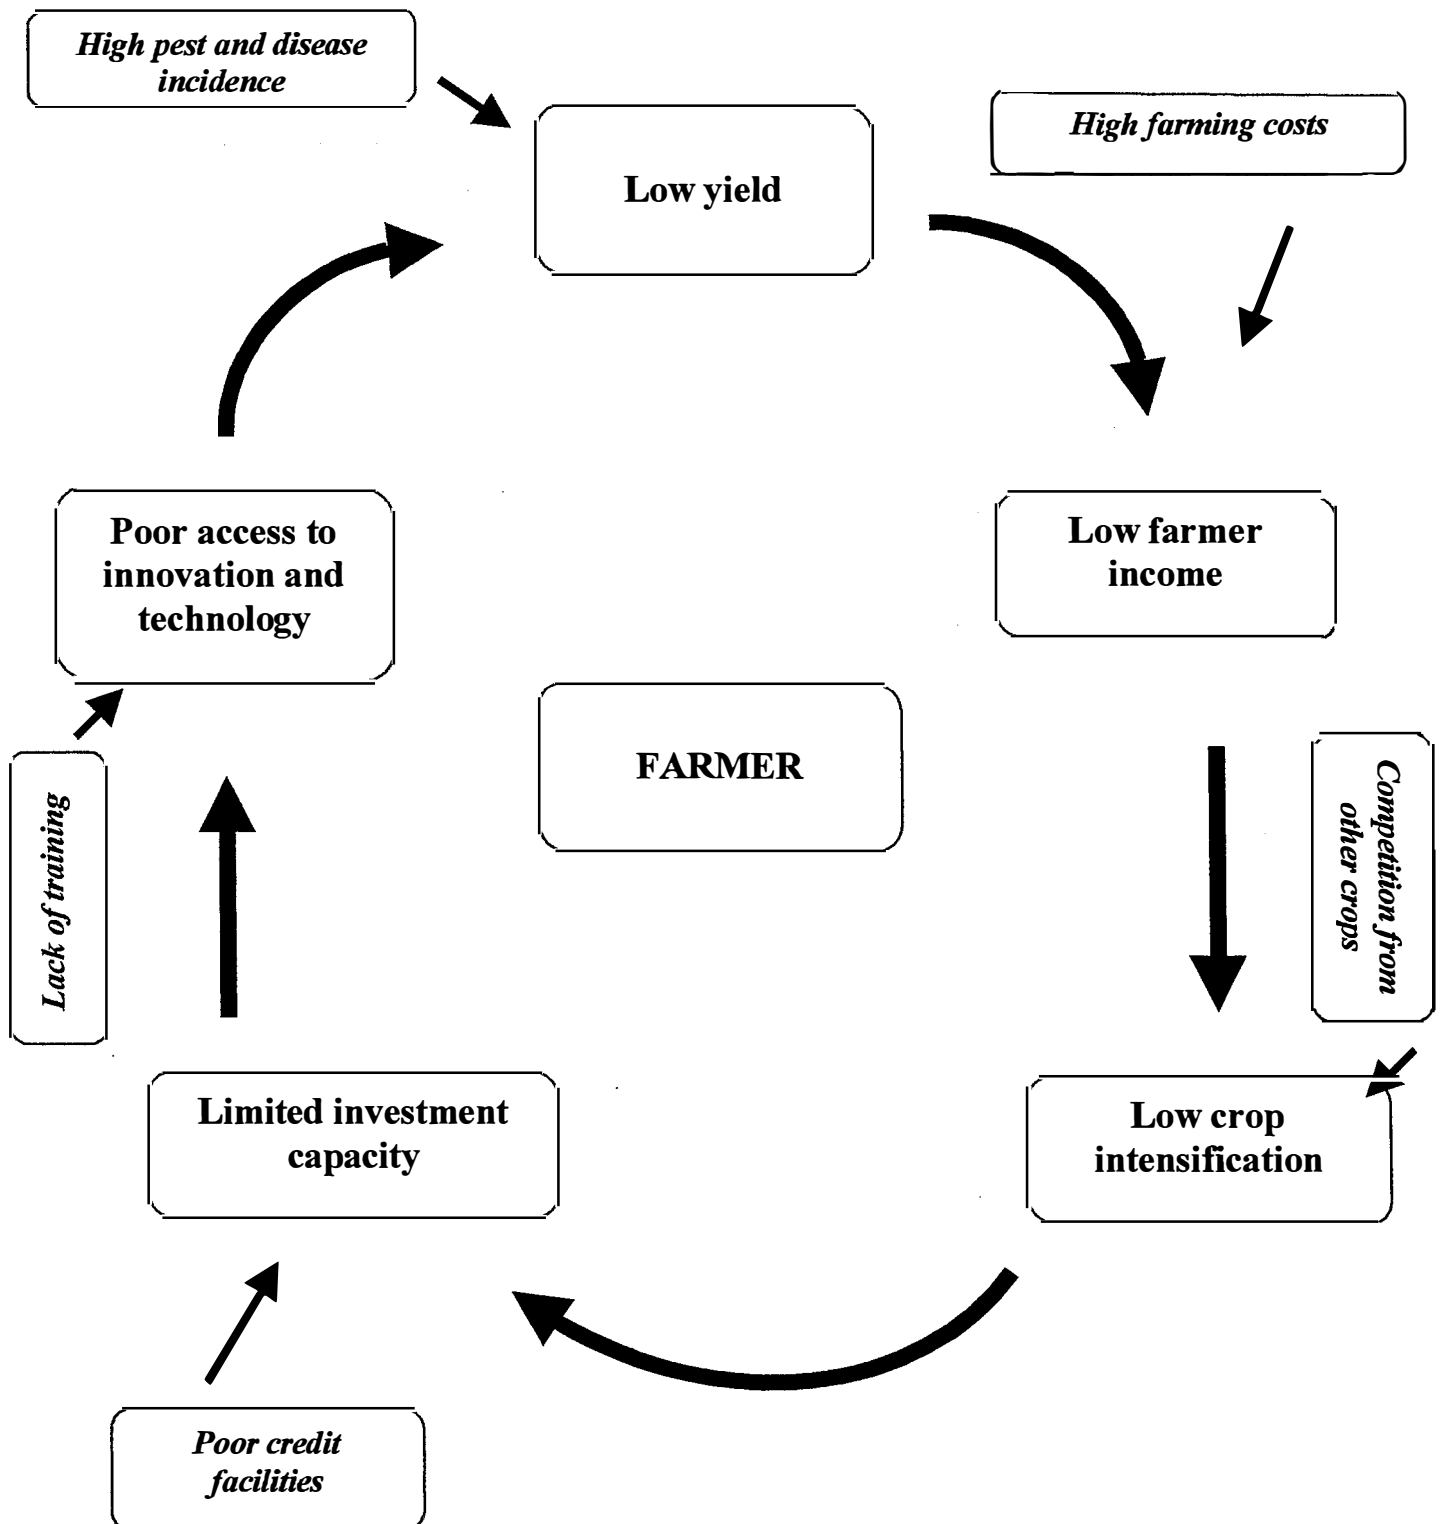 High pest and disease
incidence
High farming costs
Low yield
Poor access to
innovation and
technology
Low farmer
income
FARMER
Lack of training
Competition from
other crops
Limited investment
capacity
Low crop
intensification
Poor credit
facilities